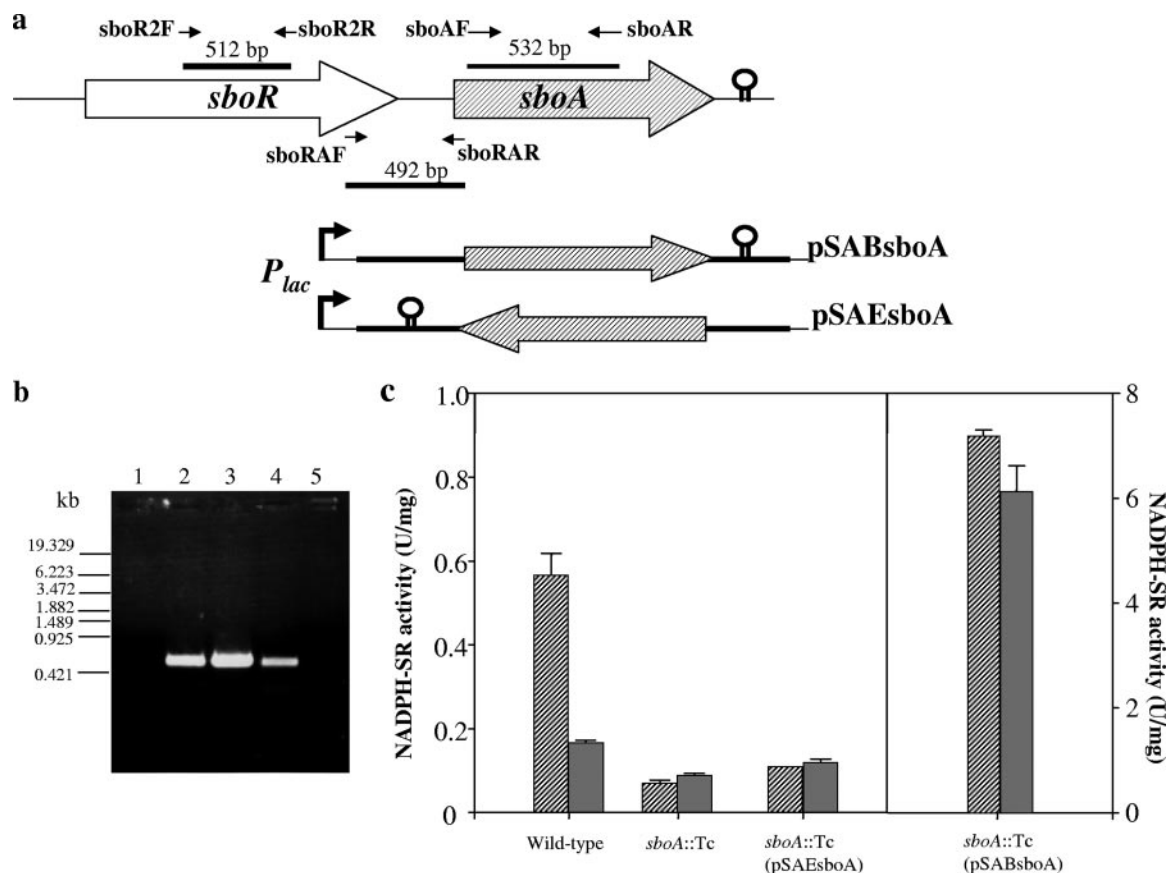 a
sboR2F
sboR2R
sboAF
sboAR
512 bp
532 bp
sboR
sboA
sboRAF
sboRAR
492 bp
P lac
pSABsboA
pSAEsboA
b
kb
1 2 3 4 5
19.329
6.223
3.472
1.882
1.489
0.925
0.421
c
NADPH-SR activity (U/mg)
1.0
0.8
0.6
0.4
0.2
0
8
6
4
2
0
NADPH-SR activity (U/mg)
Wild-type
sboA::Tc
sboA::Tc
(pSAEsboA)
sboA::Tc
(pSABsboA)